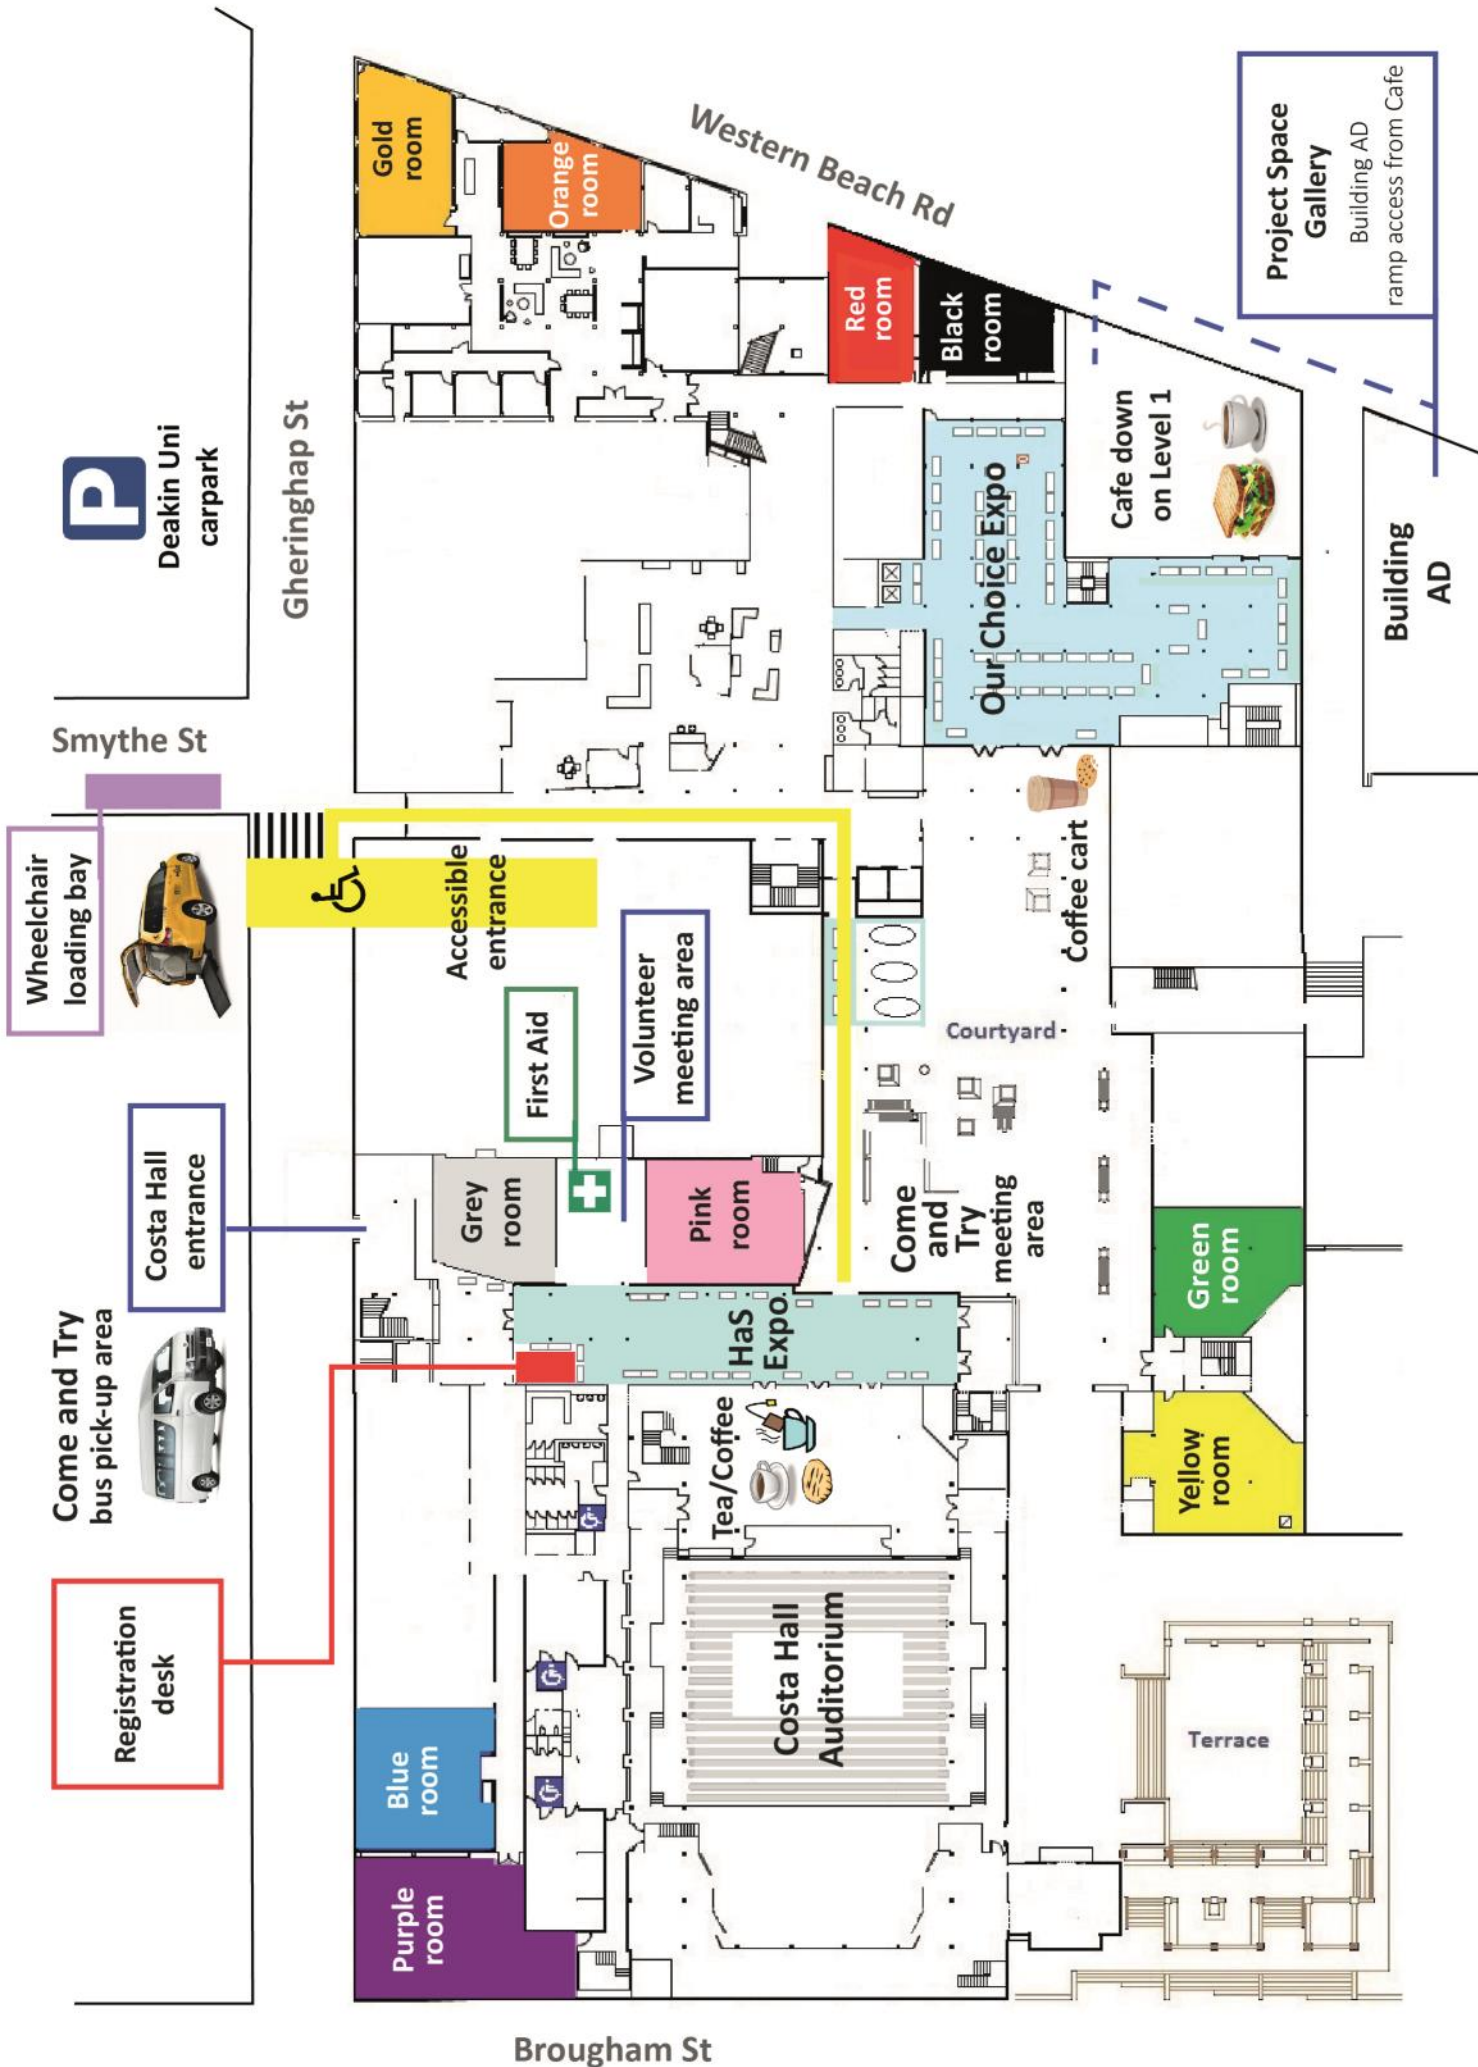 Brougham St
Smythe St
Gheringhap St
Western Beach Rd
P
Deakin Uni
carpark
Wheelchair
loading bay
Costa Hall
entrance
Come and Try
bus pick-up area
Registration
desk
Accessible
entrance
First Aid
Volunteer
meeting area
Purple
room
Blue
room
Grey
room
Pink
room
Gold
room
Orange
room
Red
room
Black
room
HaS
Expo
Tea/Coffee
Costa Hall
Auditorium
Come
and
Try
meeting
area
Courtyard
Coffee cart
Our Choice Expo
Cafe down
on Level 1
Green
room
Yellow
room
Terrace
Building
AD
Project Space
Gallery
Building AD
ramp access from Cafe